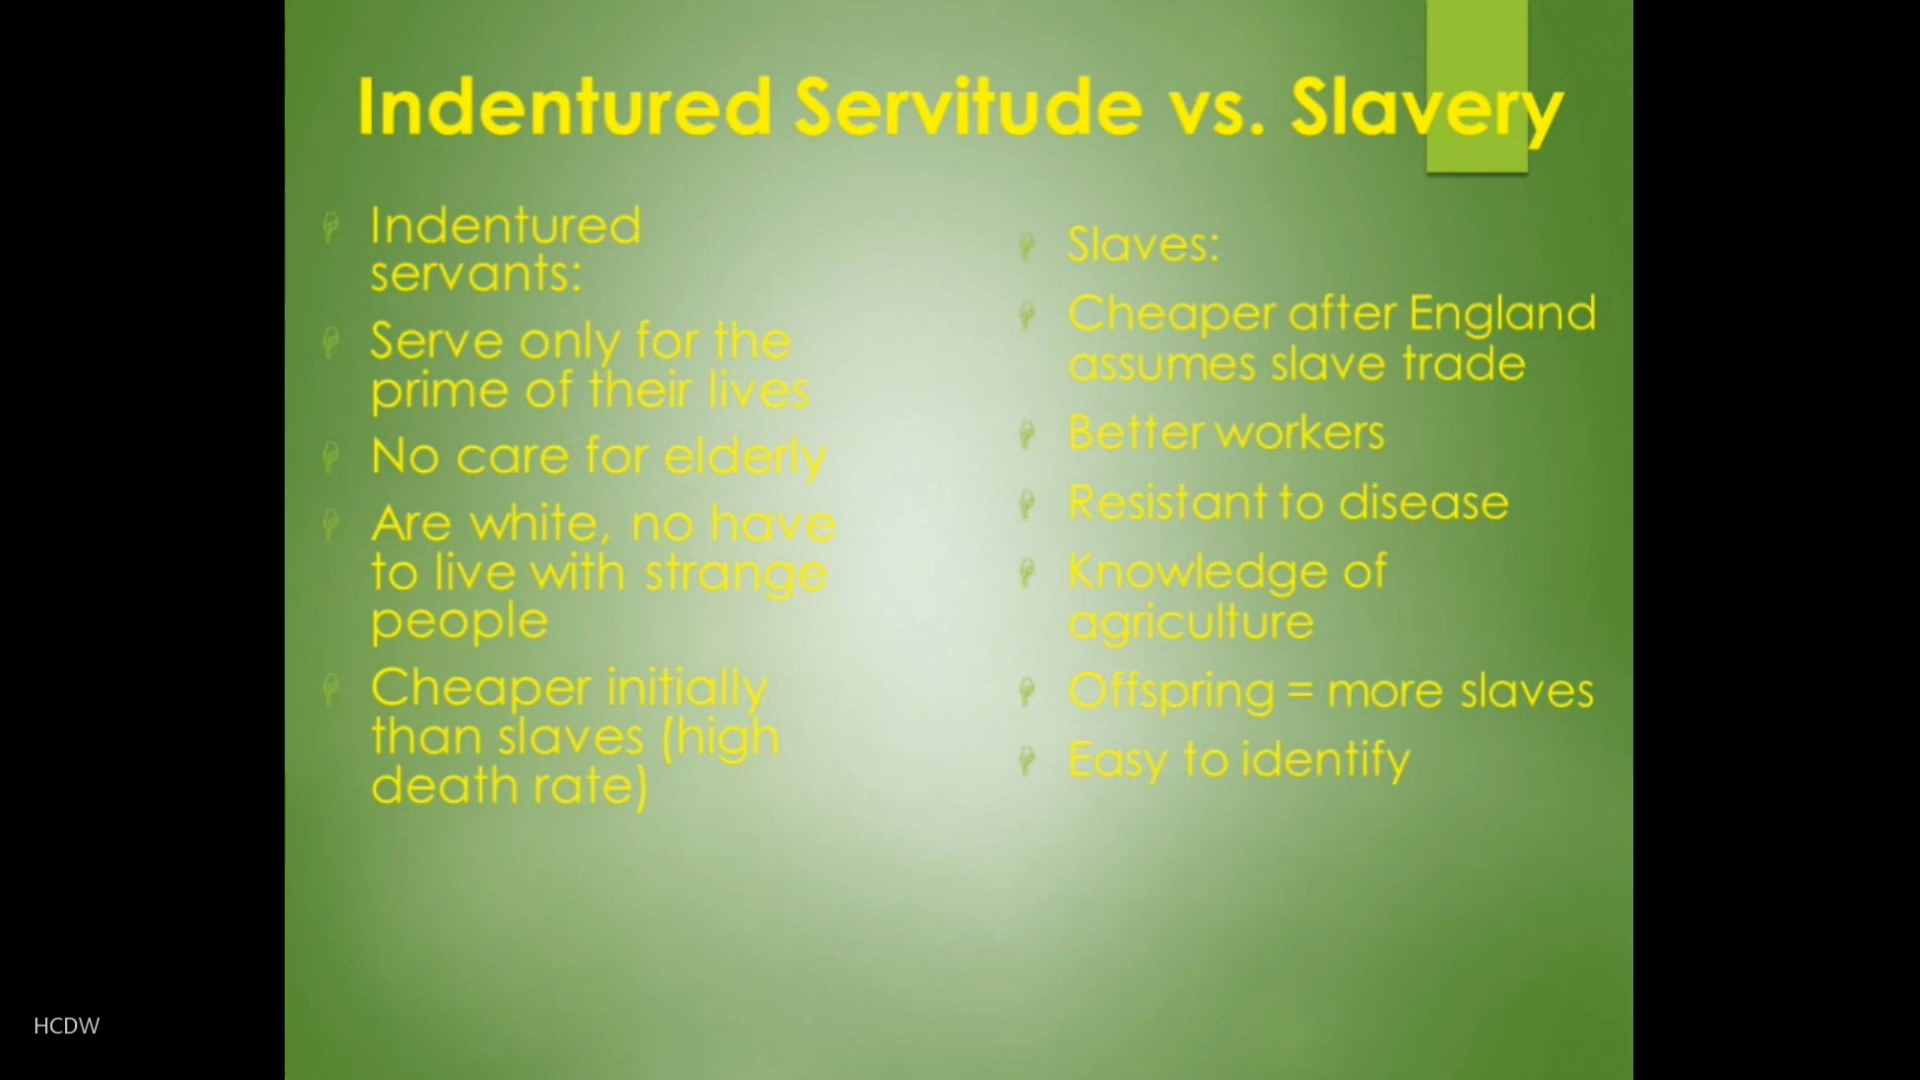 Indentured Servitude vs. Slavery
Indentured
servants:
Serve only for the
prime of their lives
No care for elderly
Are white, no have
to live with strange
people
Cheaper initially
than slaves (high
death rate)
Slaves:
Cheaper after England
assumes slave trade
Better workers
Resistant to disease
Knowledge of
agriculture
Offspring = more slaves
Easy to identify
HCDW